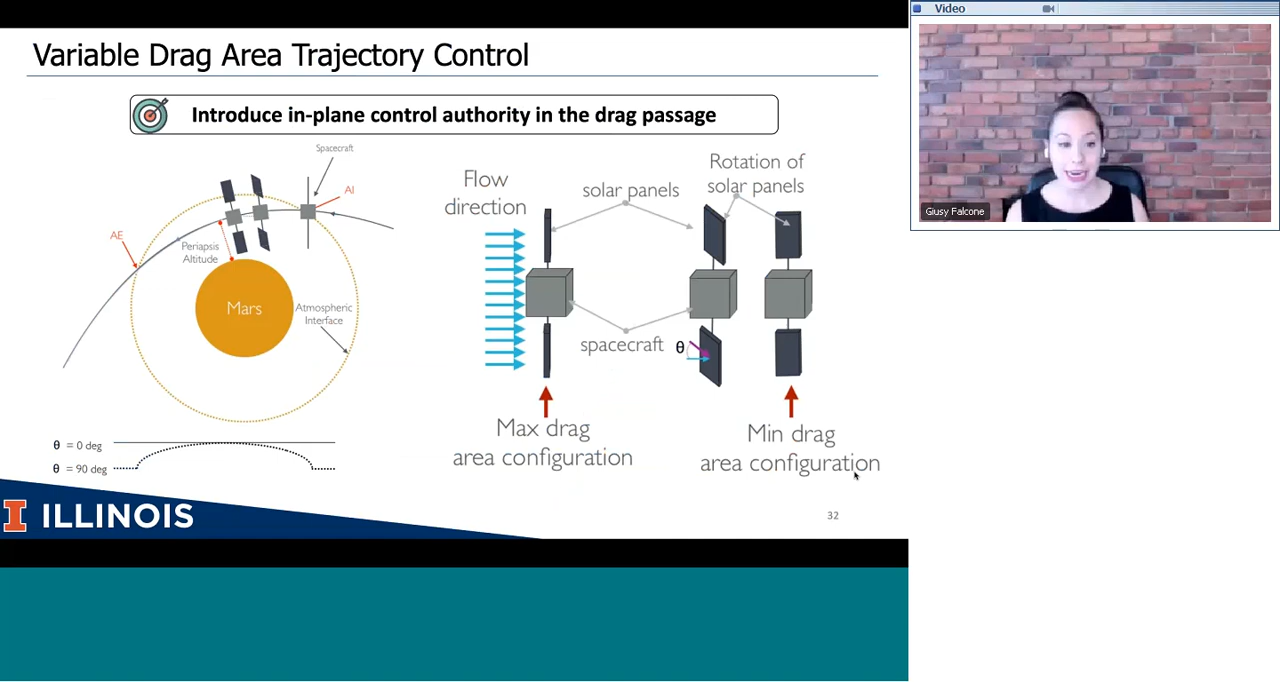 Variable Drag Area Trajectory Control
Introduce in-plane control authority in the drag passage
Spacecraft
AI
AE
Periapsis
Altitude
Mars
Atmospheric
Interface
θ = 0 deg
θ = 90 deg
Flow
direction
solar panels
Rotation of
solar panels
spacecraft
θ
Max drag
area configuration
Min drag
area configuration
I ILLINOIS
32
Video
Giusy Falcone